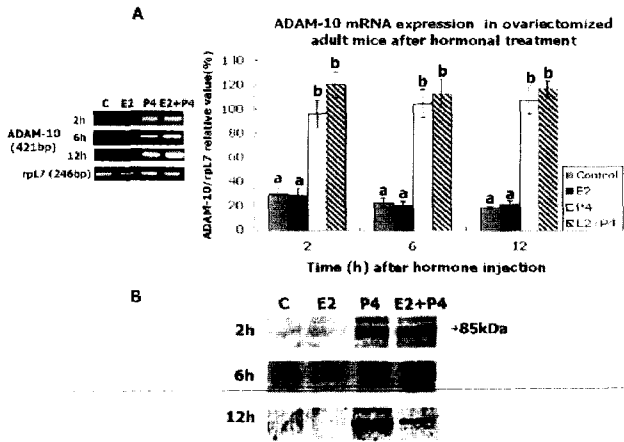 A
ADAM-10 mRNA expression in ovariectomized
adult mice after hormonal treatment
C E2 P4 E2+P4
2h
ADAM-10
(421bp)
6h
12h
rpL7 (246bp)
ADAM-10/rpL7 relative value(%)
140
120
100
80
60
40
20
0
a a b b
a a b b
a a b b
2 6 12
Time (h) after hormone injection
Control
E2
P4
E2+P4
B
C E2 P4 E2+P4
2h
→85kDa
6h
12h